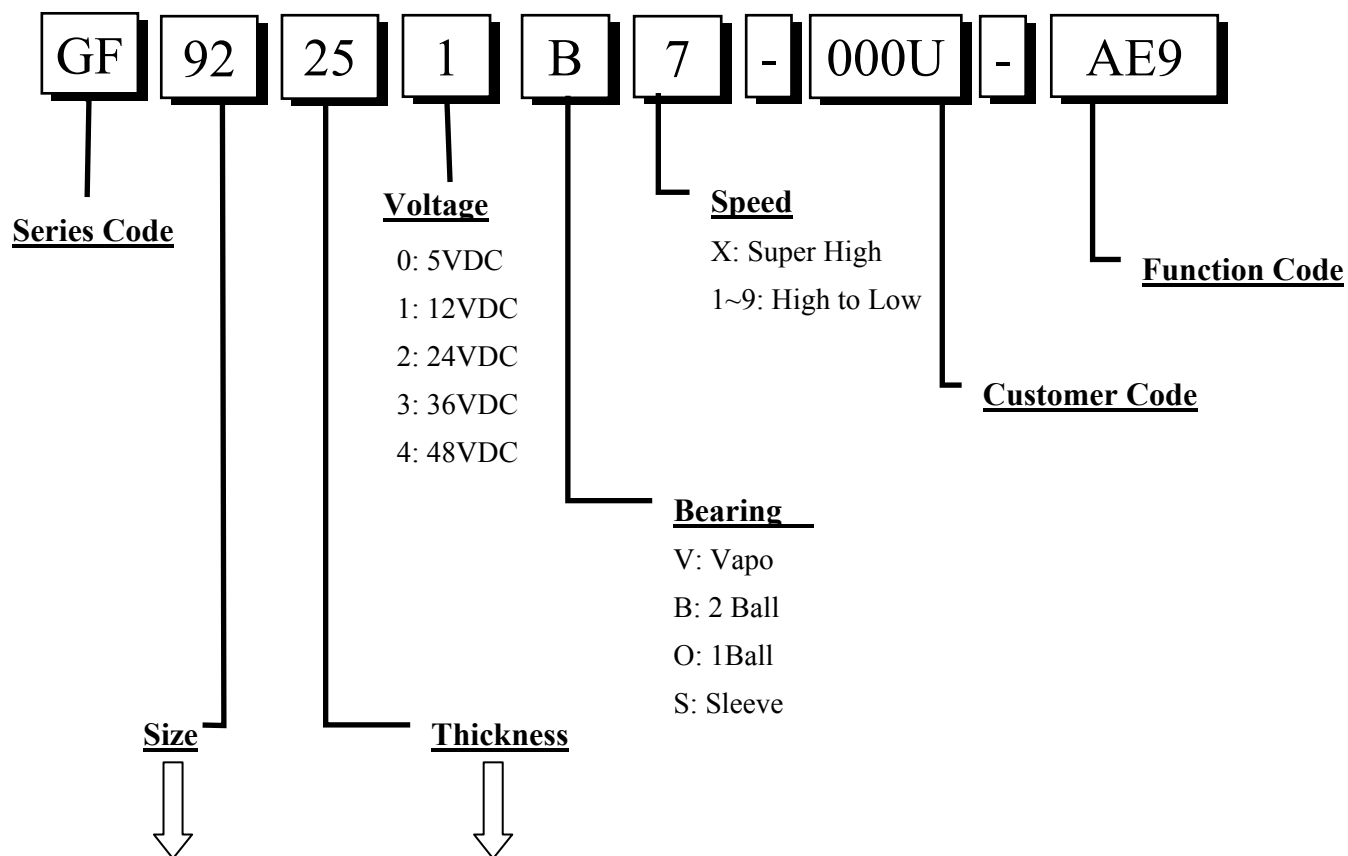 GF 92 25 1 B 7 - 000U - AE9
Series Code
Voltage
0: 5VDC
1: 12VDC
2: 24VDC
3: 36VDC
4: 48VDC
Speed
X: Super High
1~9: High to Low
Function Code
Customer Code
Bearing
V: Vapo
B: 2 Ball
O: 1Ball
S: Sleeve
Size
Thickness